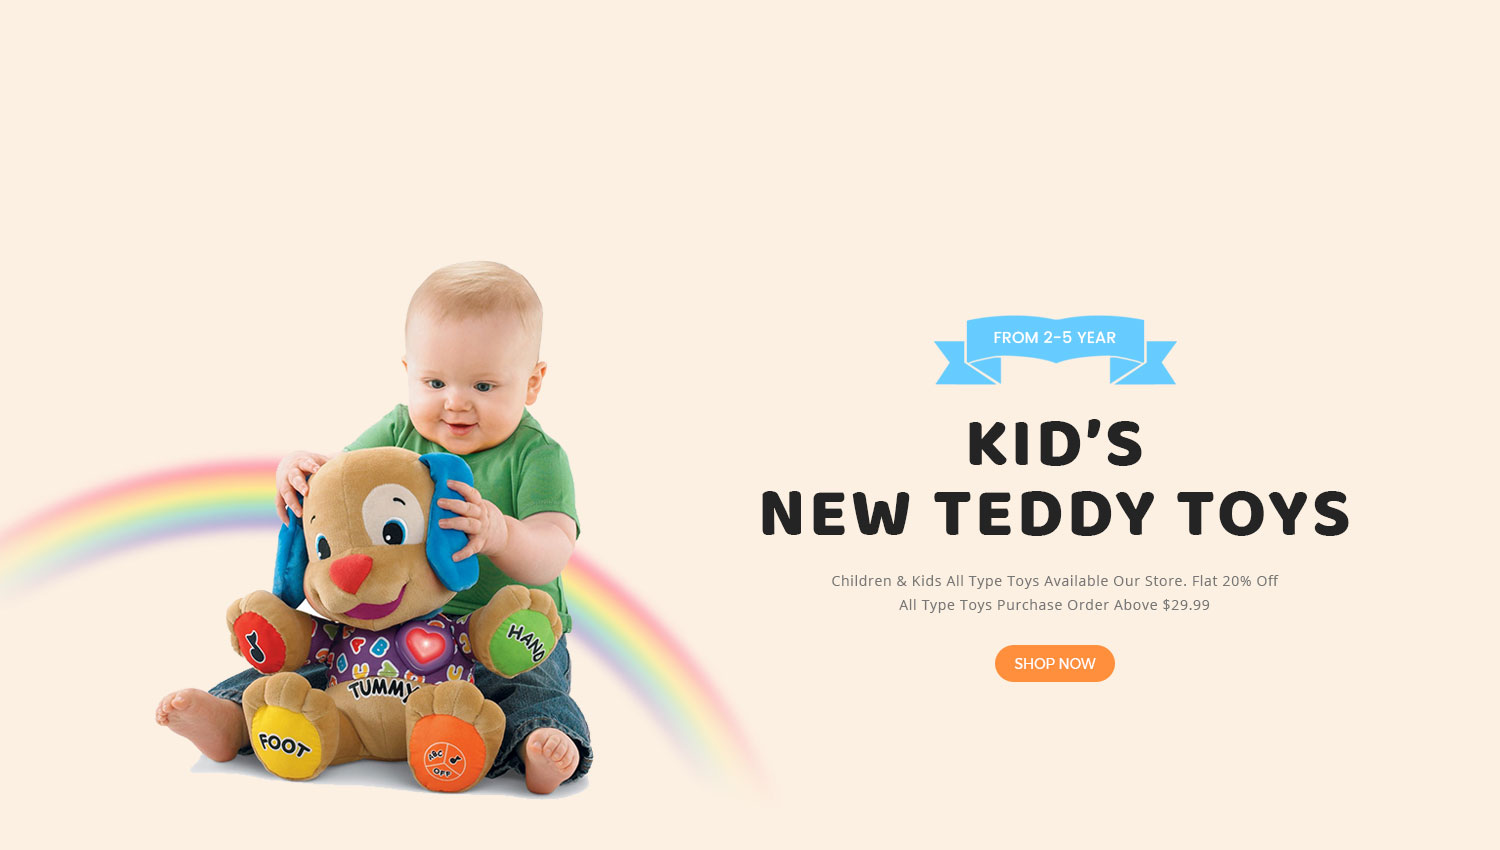 FROM 2-5 YEAR
KID'S
NEW TEDDY TOYS
Children & Kids All Type Toys Available Our Store. Flat 20% Off
All Type Toys Purchase Order Above $29.99
SHOP NOW
HAND
TUMMY
FOOT
ABC
OFF